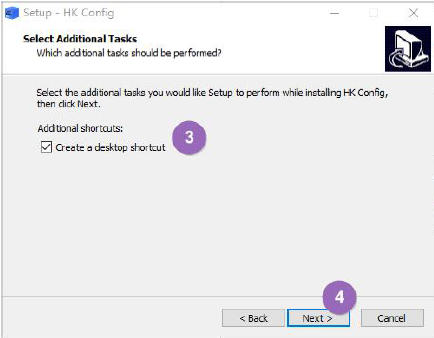 Setup - HK Config
Select Additional Tasks
Which additional tasks should be performed?
Select the additional tasks you would like Setup to perform while installing HK Config,
then click Next.
Additional shortcuts:
3
Create a desktop shortcut
4
< Back
Next >
Cancel